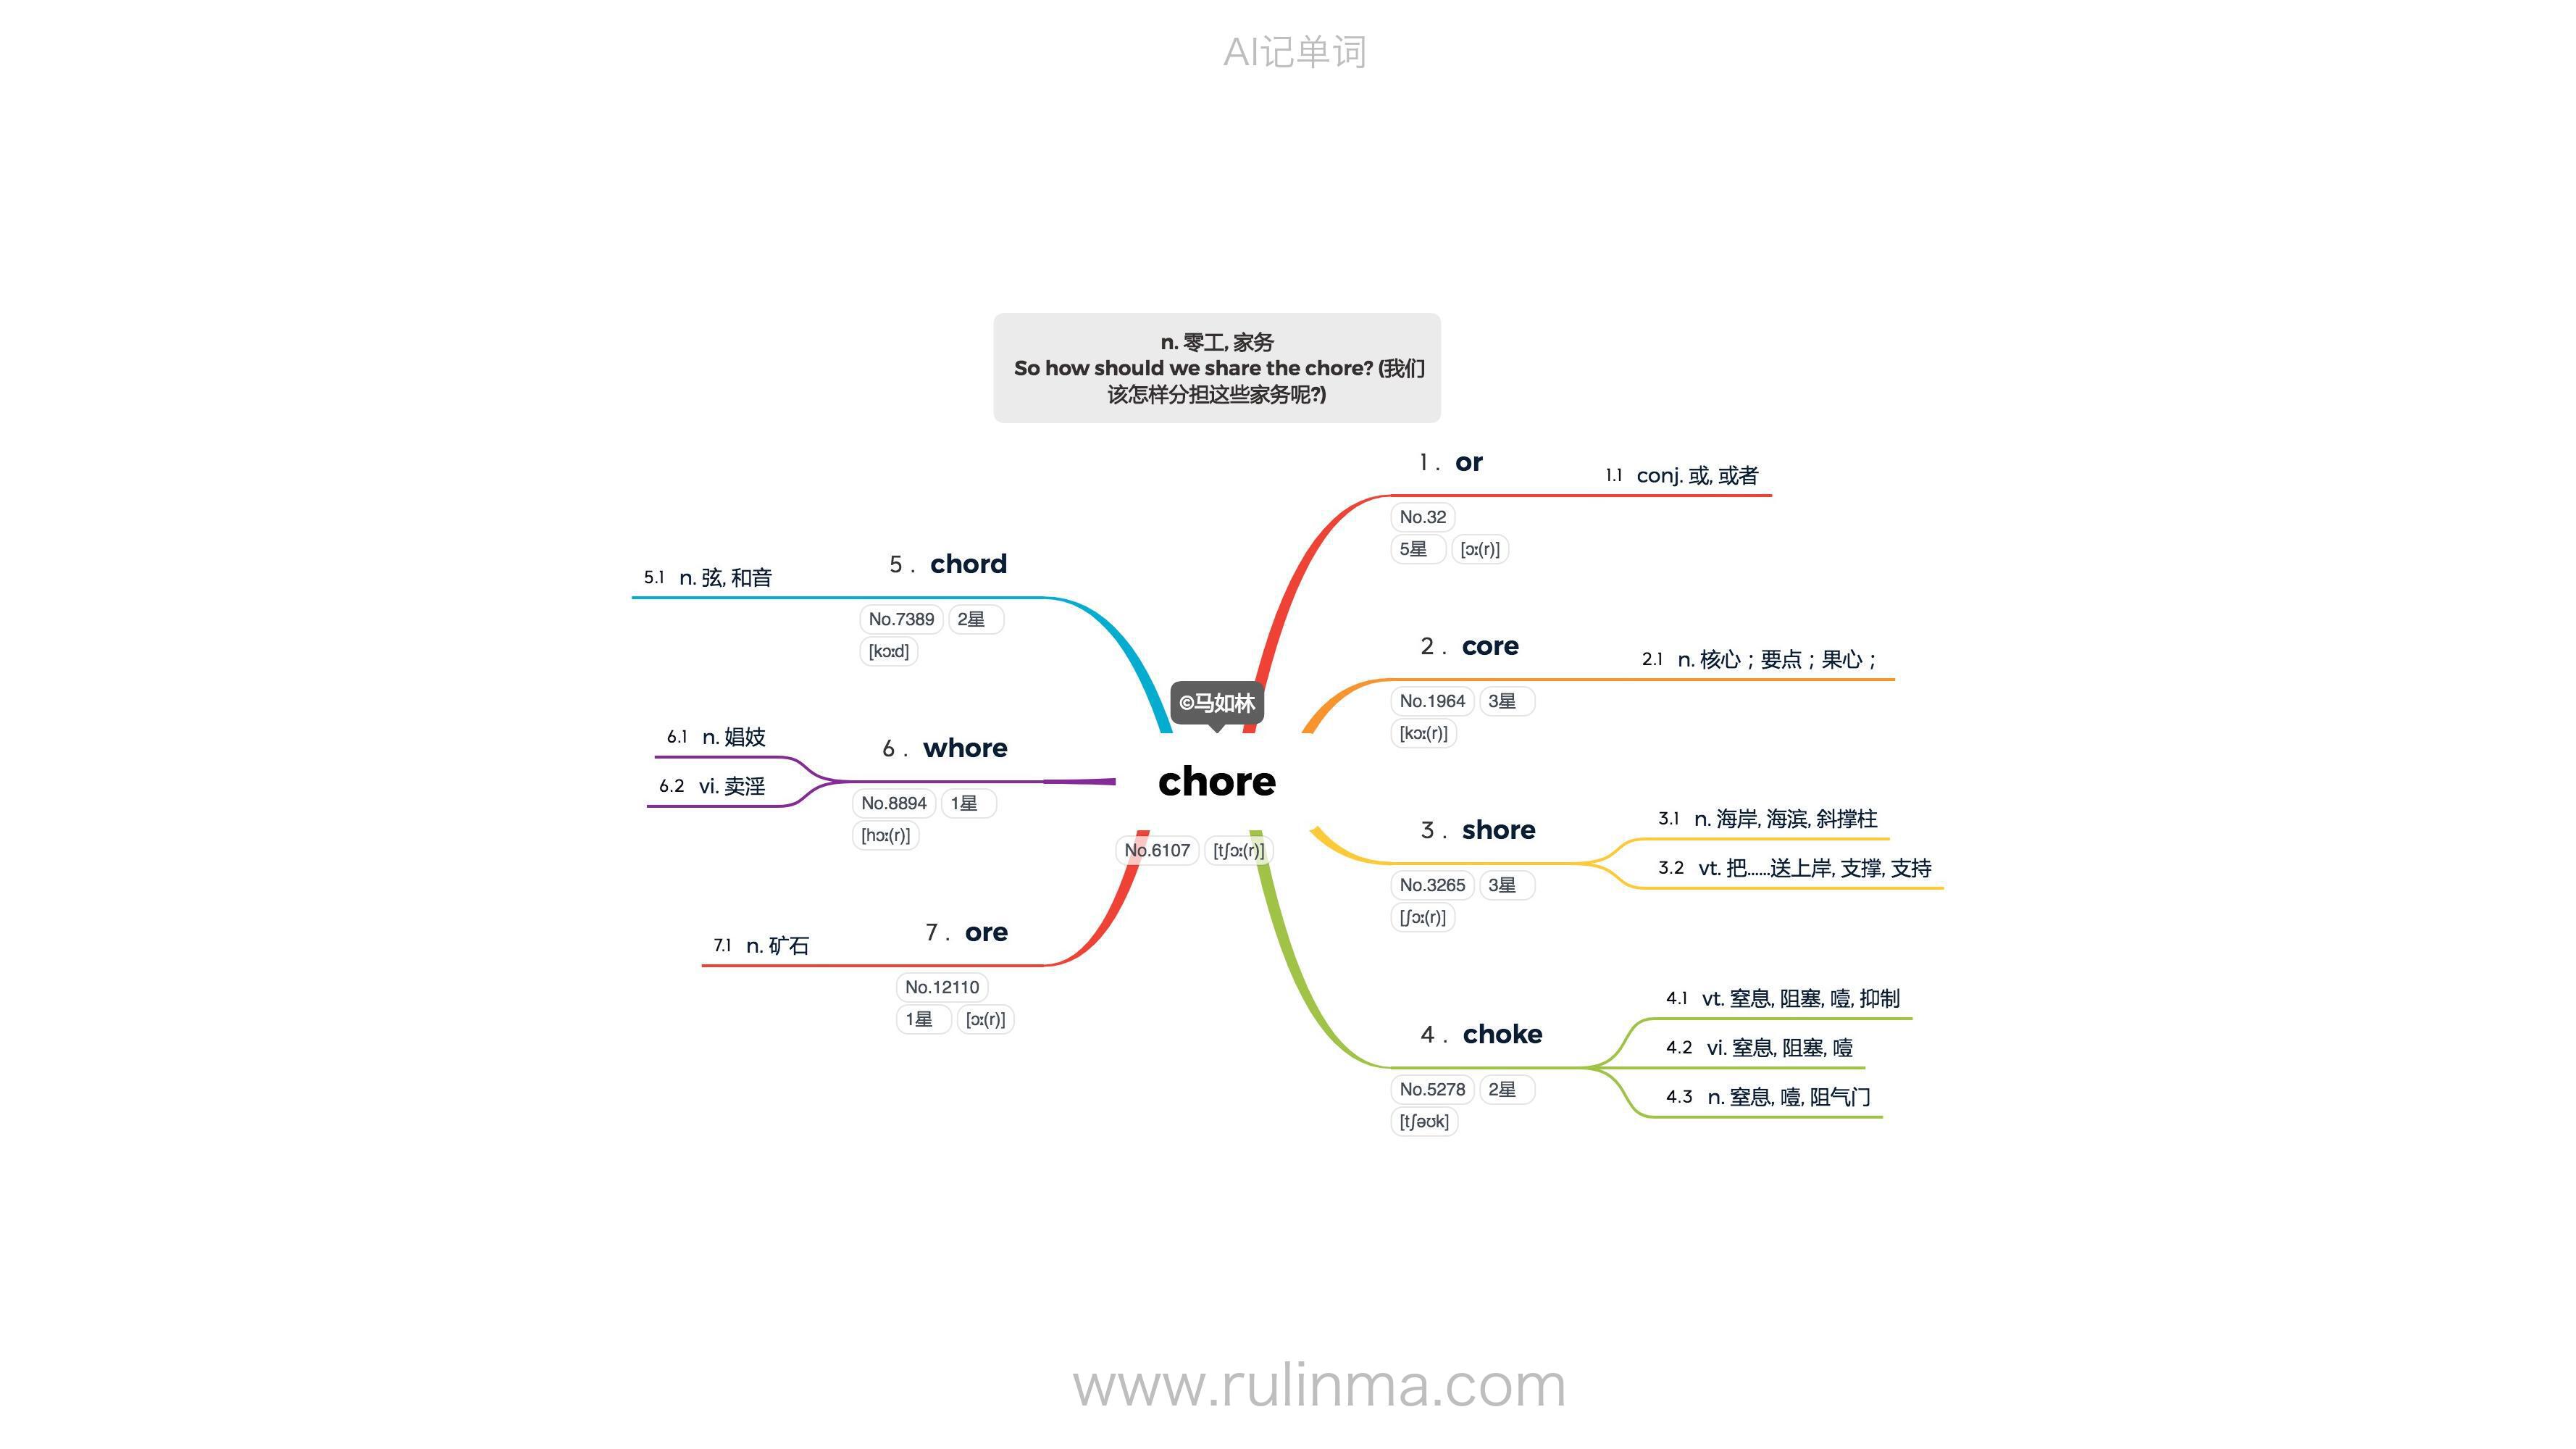 AI记单词
n. 零工, 家务
So how should we share the chore? (我们
该怎样分担这些家务呢?)
©马如林
chore
No.6107 [tʃɔː(r)]
1 . or
No.32
5星 [ɔː(r)]
1.1 conj. 或, 或者
2 . core
No.1964 3星
[kɔː(r)]
2.1 n. 核心；要点；果心；
3 . shore
No.3265 3星
[ʃɔː(r)]
3.1 n. 海岸, 海滨, 斜撑柱
3.2 vt. 把......送上岸, 支撑, 支持
4 . choke
No.5278 2星
[tʃəʊk]
4.1 vt. 窒息, 阻塞, 噎, 抑制
4.2 vi. 窒息, 阻塞, 噎
4.3 n. 窒息, 噎, 阻气门
5 . chord
No.7389 2星
[kɔːd]
5.1 n. 弦, 和音
6 . whore
No.8894 1星
[hɔː(r)]
6.1 n. 娼妓
6.2 vi. 卖淫
7 . ore
No.12110
1星 [ɔː(r)]
7.1 n. 矿石
www.rulinma.com